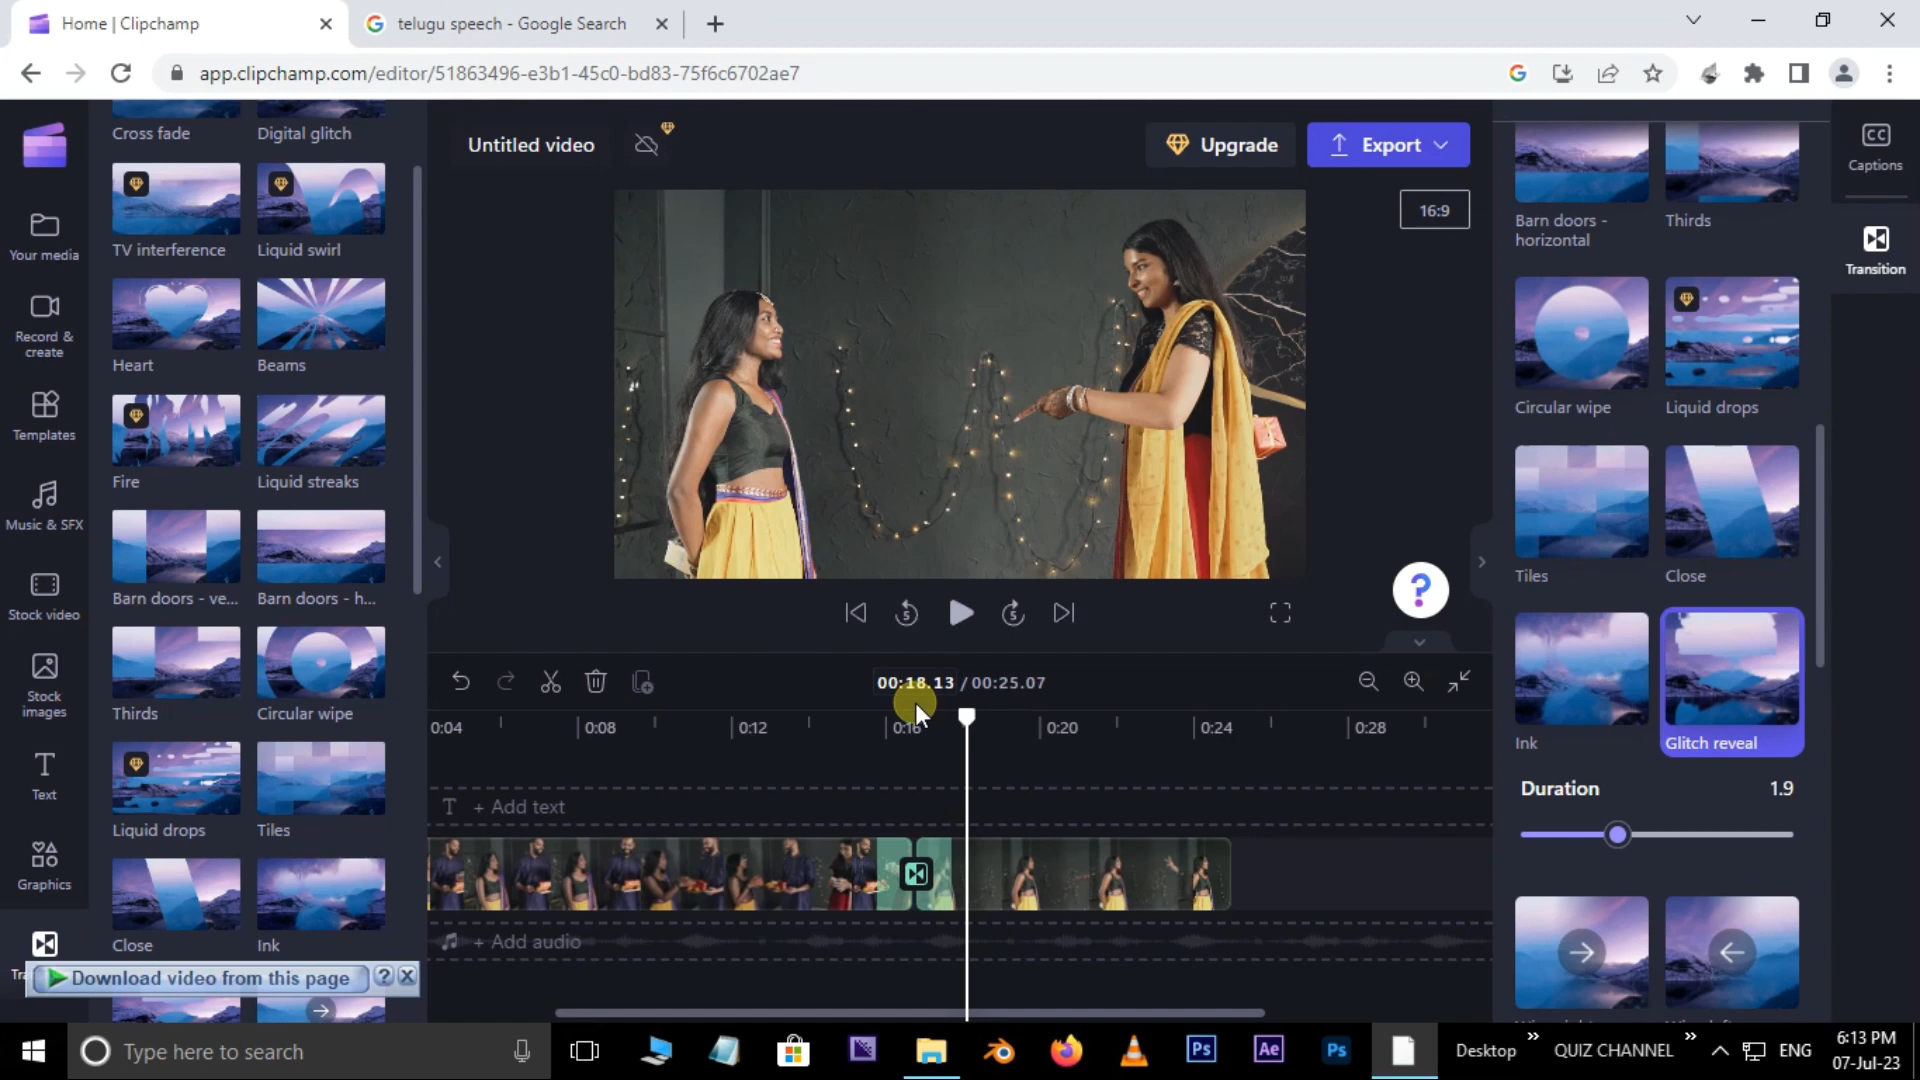 Home | Clipchamp
telugu speech - Google Search
app.clipchamp.com/editor/51863496-e3b1-45c0-bd83-75f6c6702ae7
Your media
Record &
create
Templates
Music & SFX
Stock video
Stock
images
Text
Graphics
Cross fade
Digital glitch
TV interference
Liquid swirl
Heart
Beams
Fire
Liquid streaks
Barn doors - ve...
Barn doors - h...
Thirds
Circular wipe
Liquid drops
Tiles
Close
Ink
Download video from this page
Untitled video
Upgrade
Export
16:9
5
5
?
00:18.13 / 00:25.07
0:04
0:08
0:12
0:16
0:20
0:24
0:28
T + Add text
+ Add audio
Barn doors -
horizontal
Thirds
Circular wipe
Liquid drops
Tiles
Close
Ink
Glitch reveal
Duration
1.9
CC
Captions
Transition
Type here to search
Ps
Ae
Ps
Desktop
QUIZ CHANNEL
ENG
6:13 PM
07-Jul-23